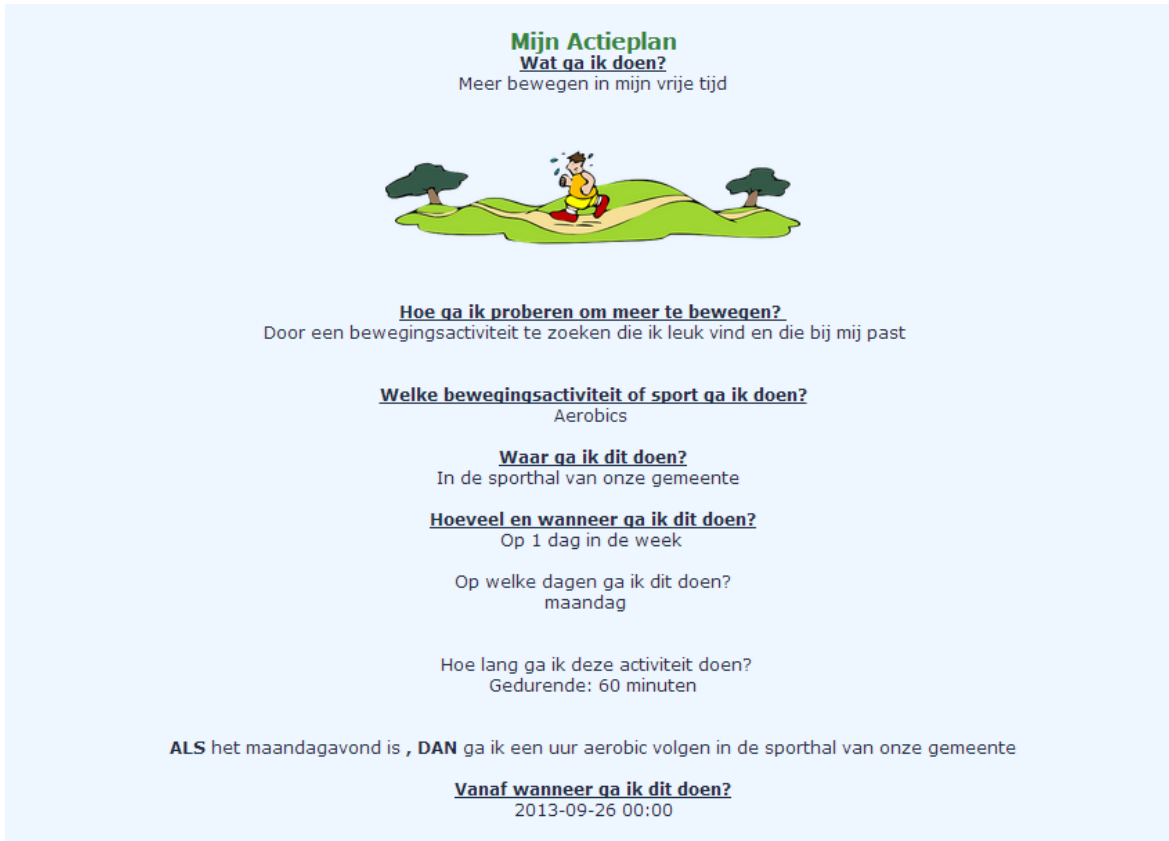 Mijn Actieplan
Wat ga ik doen?
Meer bewegen in mijn vrije tijd
Hoe ga ik proberen om meer te bewegen?
Door een bewegingsactiviteit te zoeken die ik leuk vind en die bij mij past
Welke bewegingsactiviteit of sport ga ik doen?
Aerobics
Waar ga ik dit doen?
In de sporthal van onze gemeente
Hoeveel en wanneer ga ik dit doen?
Op 1 dag in de week
Op welke dagen ga ik dit doen?
maandag
Hoe lang ga ik deze activiteit doen?
Gedurende: 60 minuten
ALS het maandagavond is , DAN ga ik een uur aerobic volgen in de sporthal van onze gemeente
Vanaf wanneer ga ik dit doen?
2013-09-26 00:00